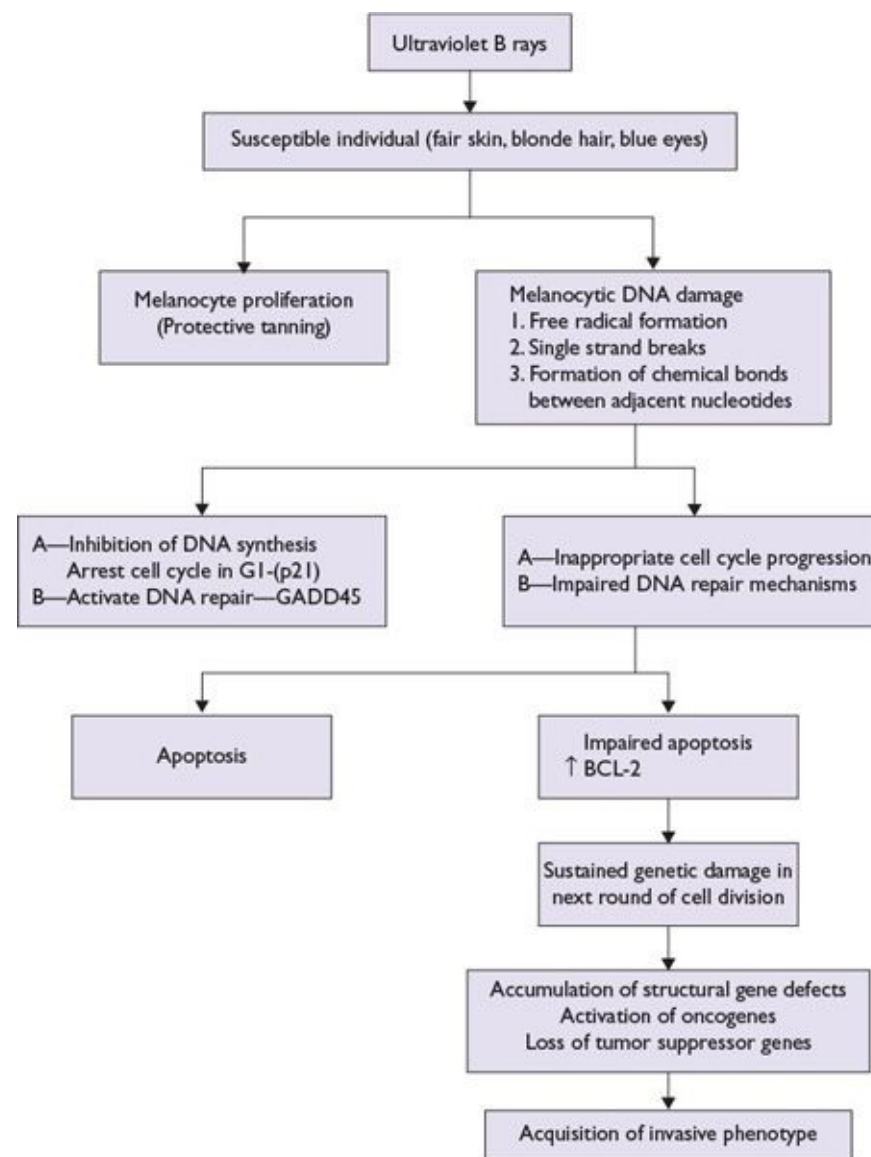 Ultraviolet B rays
Susceptible individual (fair skin, blonde hair, blue eyes)
Melanocyte proliferation
(Protective tanning)
Melanocytic DNA damage
1. Free radical formation
2. Single strand breaks
3. Formation of chemical bonds
between adjacent nucleotides
A—Inhibition of DNA synthesis
Arrest cell cycle in G1-(p21)
B—Activate DNA repair—GADD45
A—Inappropriate cell cycle progression
B—Impaired DNA repair mechanisms
Apoptosis
Impaired apoptosis
↑ BCL-2
Sustained genetic damage in
next round of cell division
Accumulation of structural gene defects
Activation of oncogenes
Loss of tumor suppressor genes
Acquisition of invasive phenotype